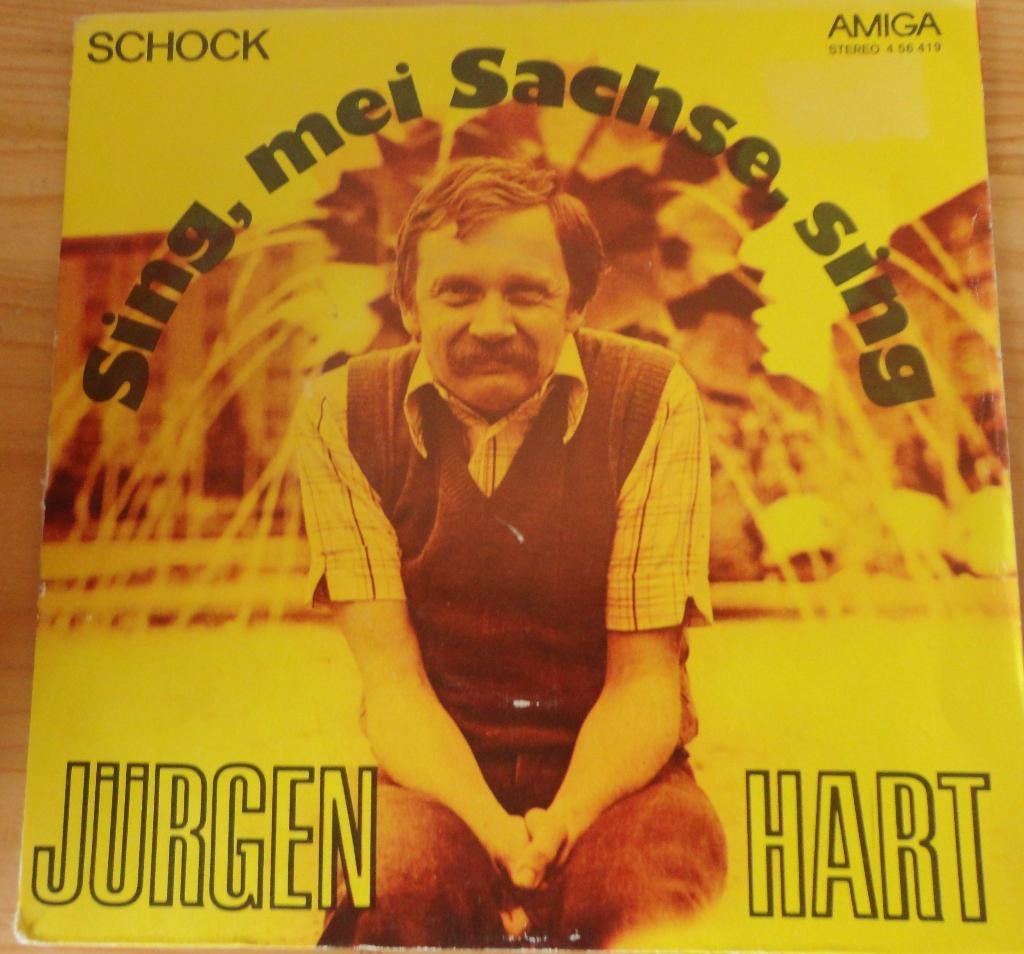 SCHOCK
AMIGA
STEREO 4 56 419
Sing, mei Sachse, sing
JÜRGEN HART